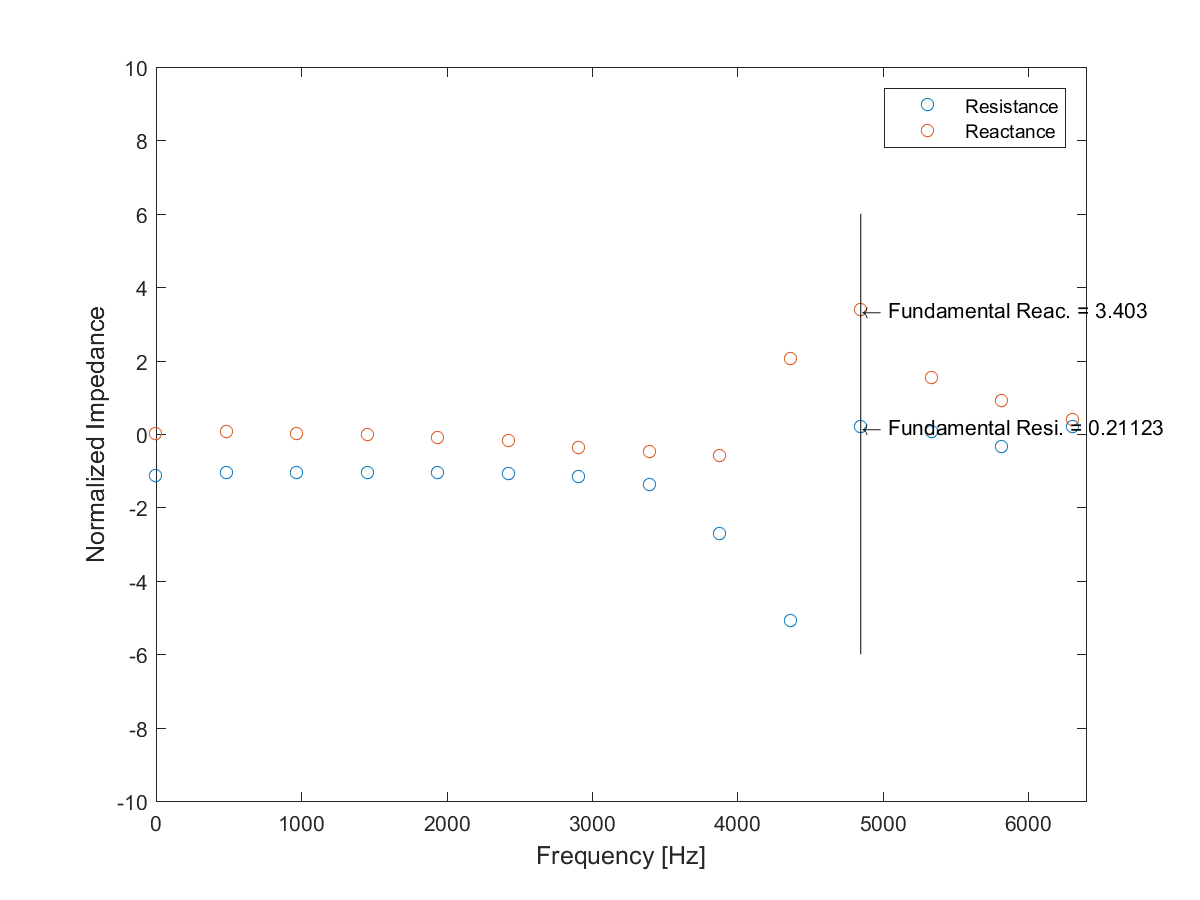 10
8
6
4
2
0
-2
-4
-6
-8
-10
Normalized Impedance
Resistance
Reactance
← Fundamental Reac. = 3.403
← Fundamental Resi. = 0.21123
0 1000 2000 3000 4000 5000 6000
Frequency [Hz]